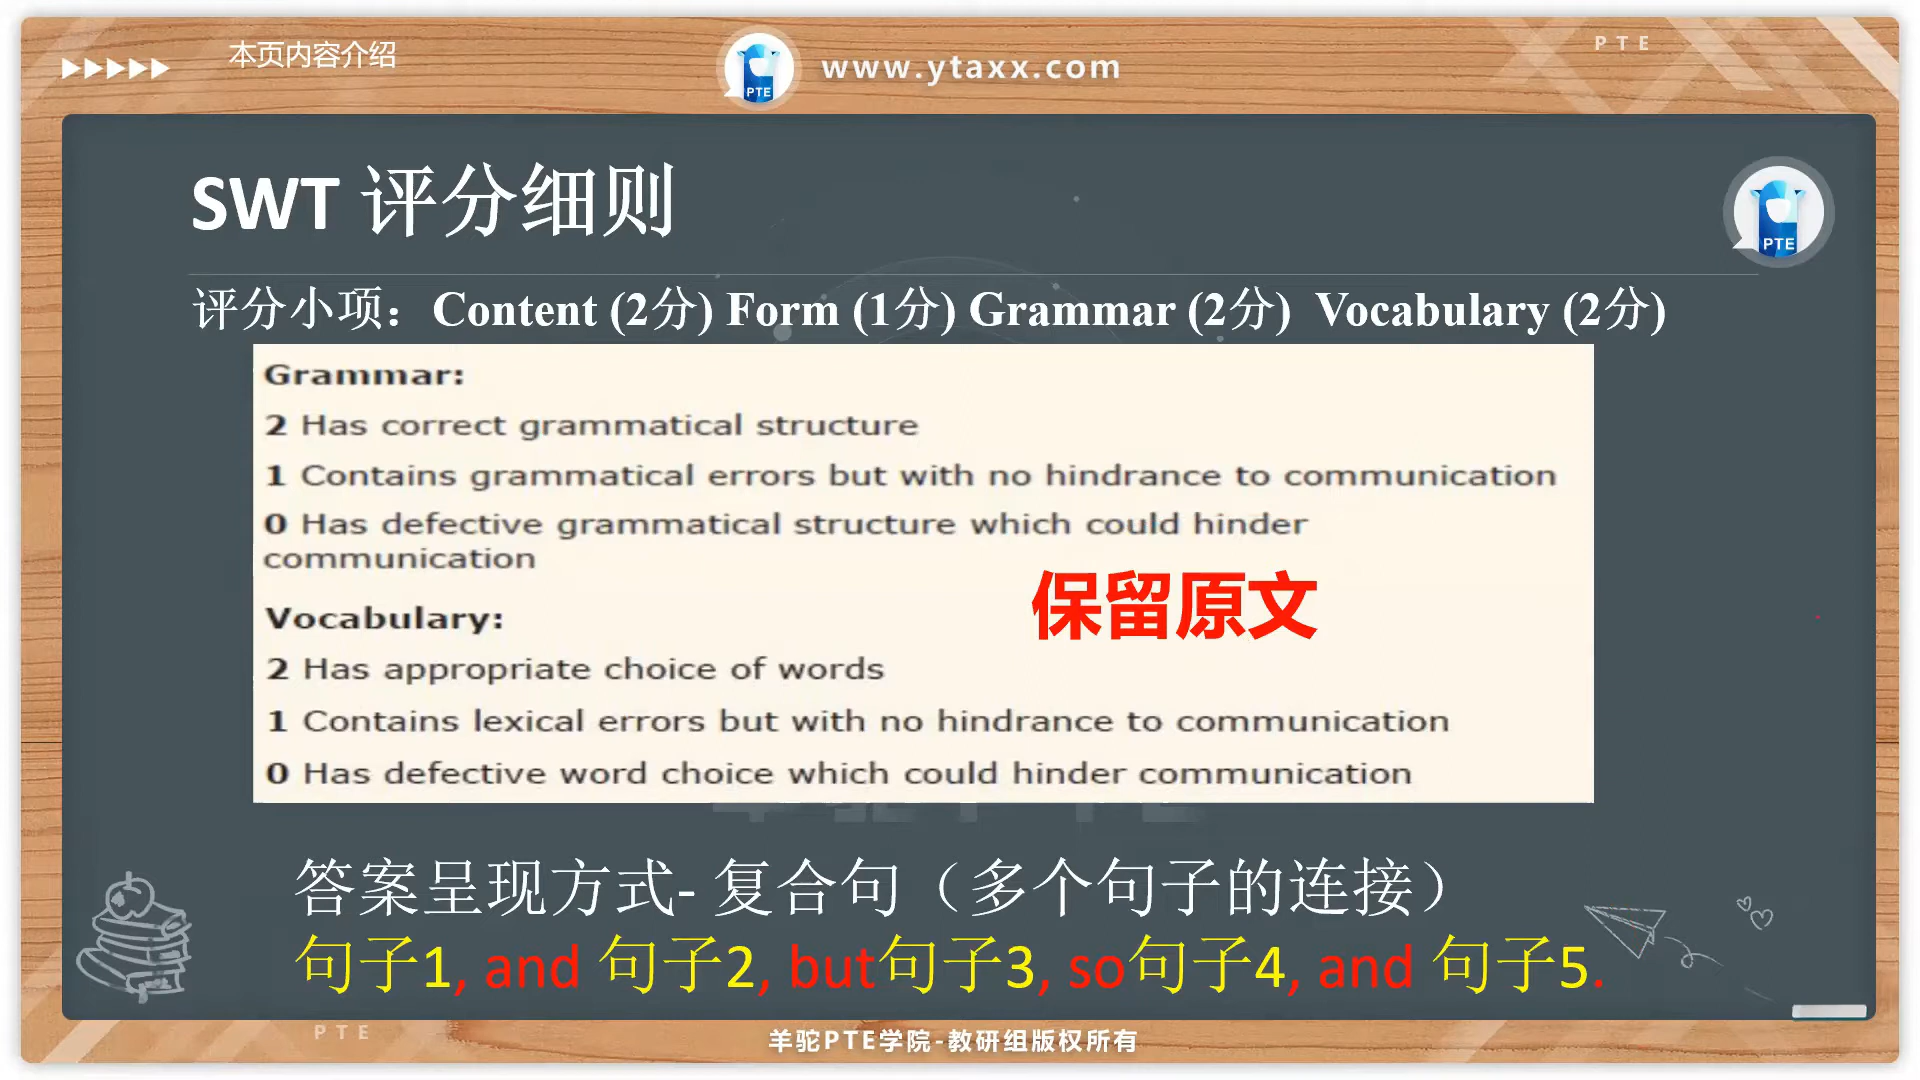 本页内容介绍
PTE
www.ytaxx.com
PTE
SWT 评分细则
PTE
评分小项：Content (2分) Form (1分) Grammar (2分) Vocabulary (2分)
Grammar:
2 Has correct grammatical structure
1 Contains grammatical errors but with no hindrance to communication
0 Has defective grammatical structure which could hinder
communication
保留原文
Vocabulary:
2 Has appropriate choice of words
1 Contains lexical errors but with no hindrance to communication
0 Has defective word choice which could hinder communication
答案呈现方式- 复合句（多个句子的连接）
句子1, and 句子2, but句子3, so句子4, and 句子5.
PTE
羊驼PTE学院-教研组版权所有